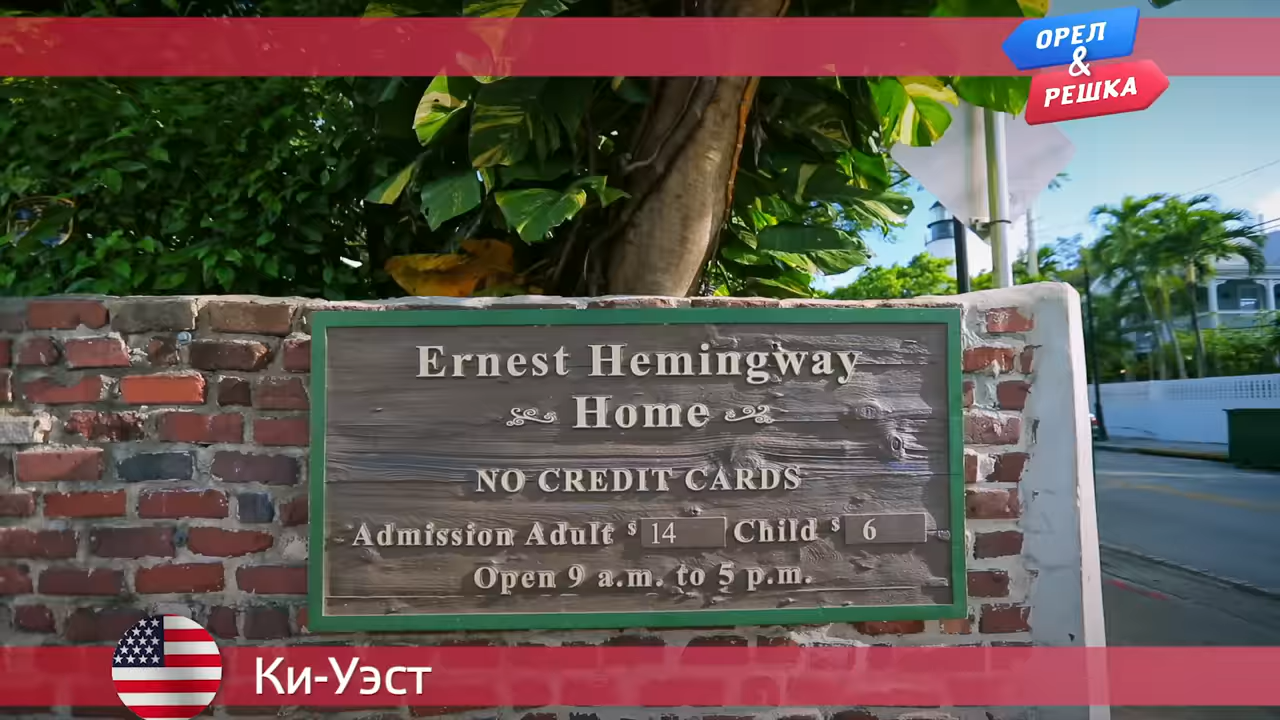 ОРЕЛ
&
РЕШКА
Ernest Hemingway
Home
NO CREDIT CARDS
Admission Adult $ 14 Child $ 6
Open 9 a.m. to 5 p.m.
Ки-Уэст